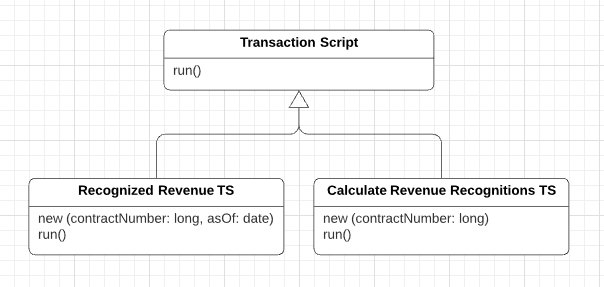 Transaction Script
run()
Recognized Revenue TS
new (contractNumber: long, asOf: date)
run()
Calculate Revenue Recognitions TS
new (contractNumber: long)
run()